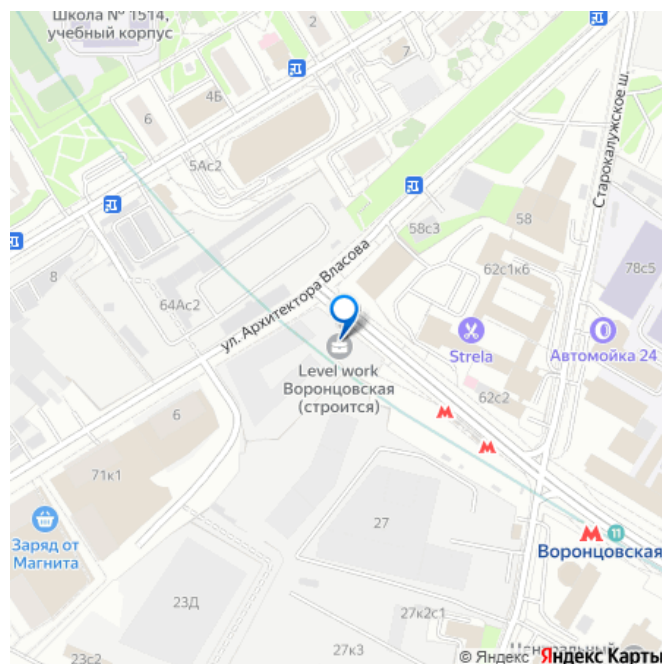 Школа № 1514,
учебный корпус
2
7
4Б
6
5Ас2
Старокалужское ш.
58
58с3
62с1к6
78с5
8
64Ас2
ул. Архитектора Власова
Strela
Автомойка 24
Level work
Воронцовская
(строится)
62с2
6
71к1
27
Заряд от
Магнита
11
Воронцовская
23Д
27к2с1
23с2
27к3
© Яндекс Яндекс Карты